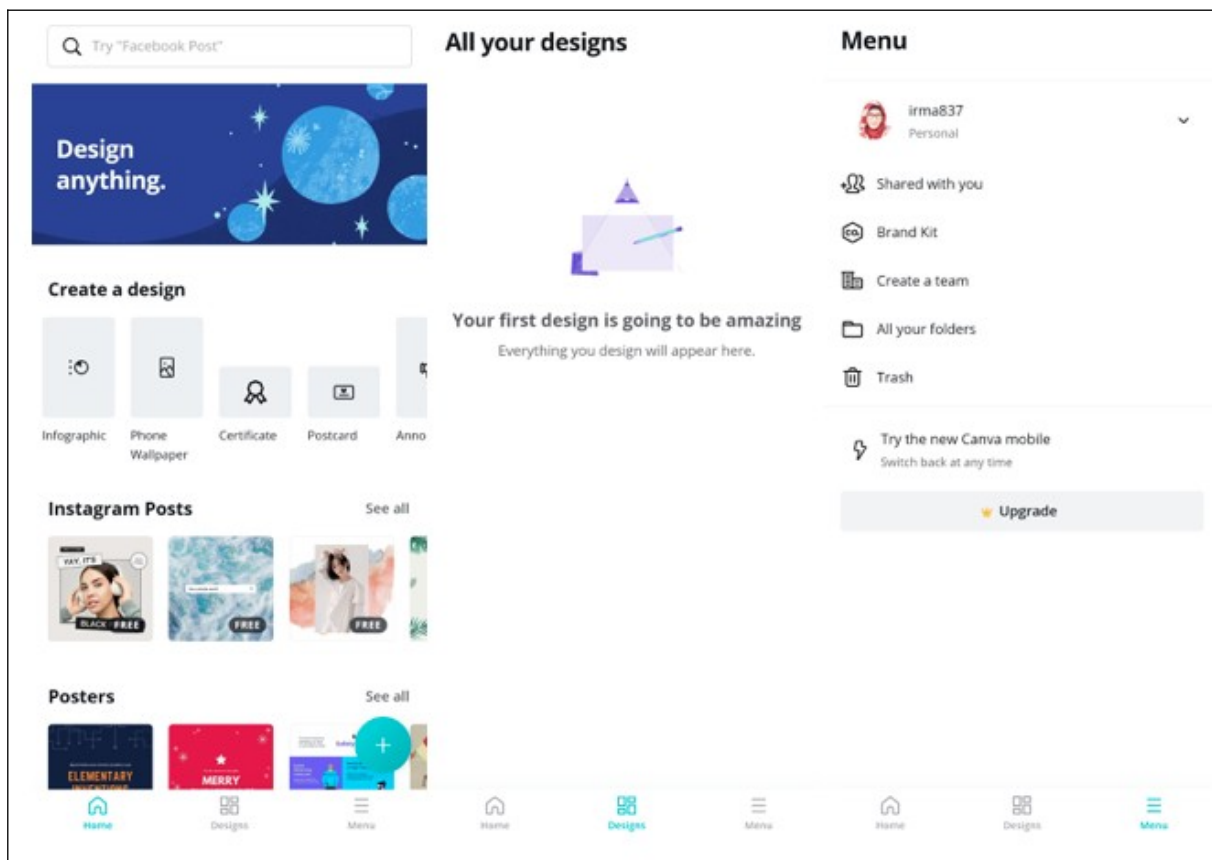 Try "Facebook Post"
Design
anything.
Create a design
Infographic
Phone
Wallpaper
Certificate
Postcard
Anno
Instagram Posts
See all
YAY, IT'S
BLACK
FREE
FREE
FREE
Posters
See all
ELEMENTARY
MERRY
Home
Designs
Menu
All your designs
Your first design is going to be amazing
Everything you design will appear here.
Home
Designs
Menu
Menu
irma837
Personal
Shared with you
CO.
Brand Kit
Create a team
All your folders
Trash
Try the new Canva mobile
Switch back at any time
Upgrade
Home
Designs
Menu